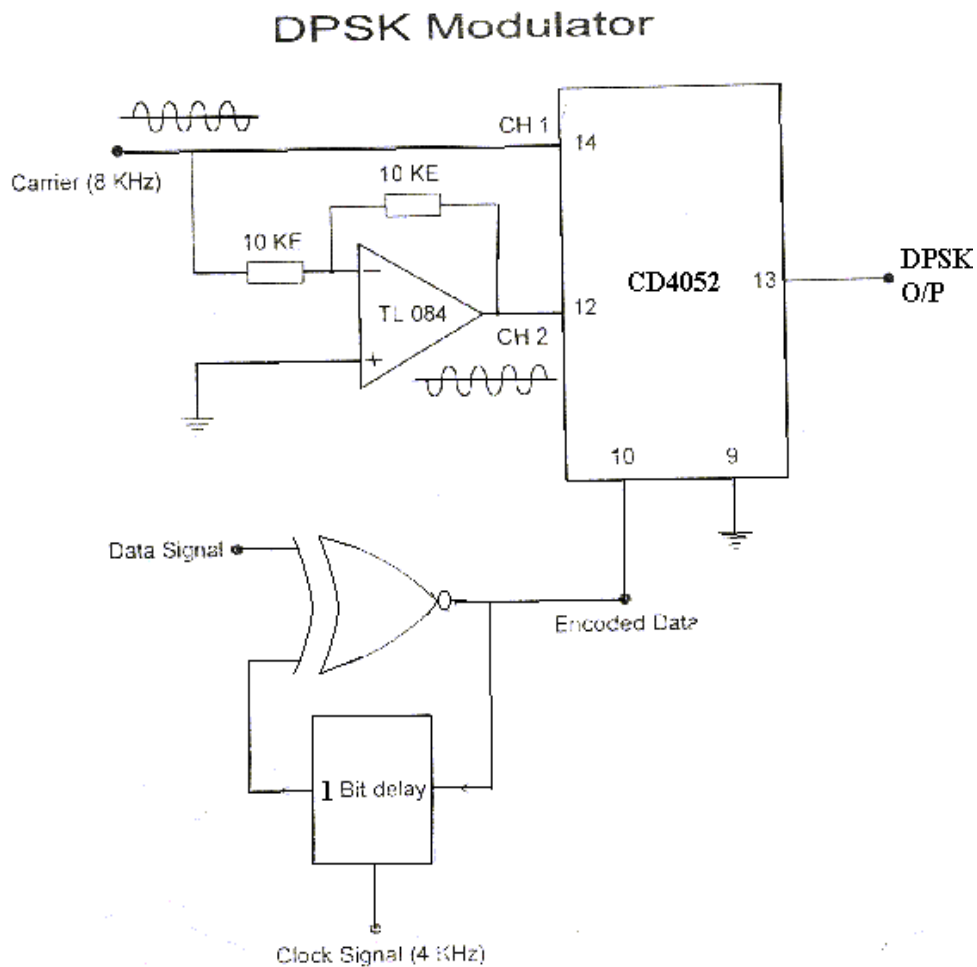 DPSK Modulator
CH 1
14
Carrier (8 KHz)
10 KE
10 KE
TL 084
CH 2
12
CD4052
13
DPSK
O/P
10
9
Data Signal
Encoded Data
1 Bit delay
Clock Signal (4 KHz)